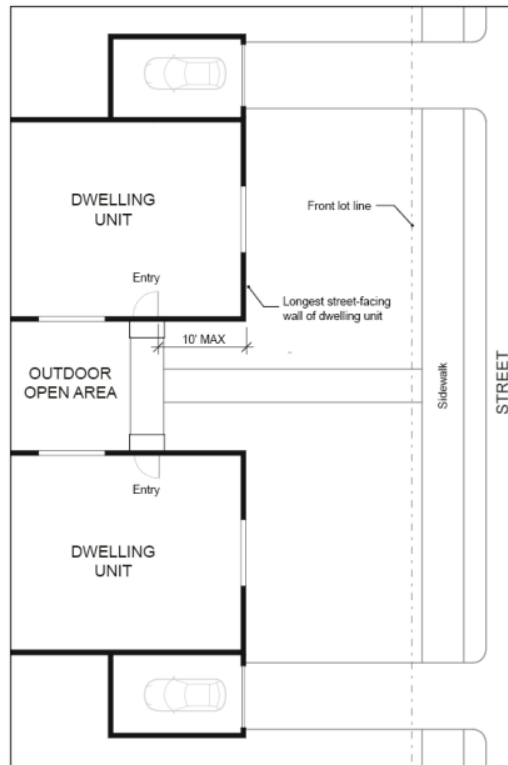 DWELLING
UNIT
Front lot line
Entry
Longest street-facing
wall of dwelling unit
10' MAX
OUTDOOR
OPEN AREA
Sidewalk
STREET
Entry
DWELLING
UNIT